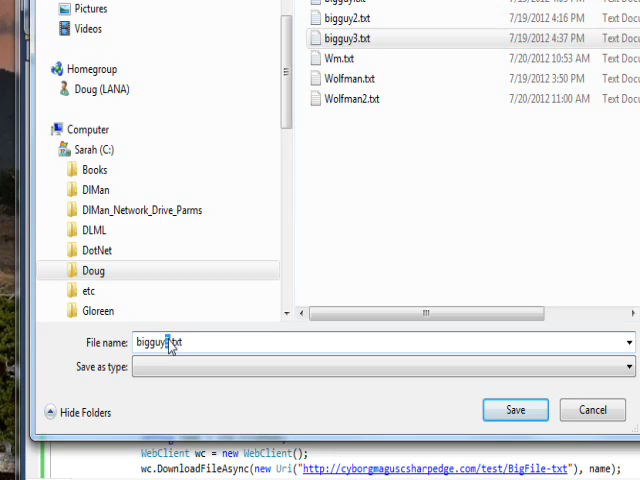 Pictures
Videos
Homegroup
Doug (LANA)
Computer
Sarah (C:)
Books
DIMan
DIMan_Network_Drive_Parms
DLML
DotNet
Doug
etc
Gloreen
bigguy2.txt 7/19/2012 4:16 PM Text Docu
bigguy3.txt 7/19/2012 4:37 PM Text Docu
Wm.txt 7/20/2012 10:53 AM Text Docu
Wolfman.txt 7/19/2012 3:50 PM Text Docu
Wolfman2.txt 7/20/2012 11:00 AM Text Docu
File name:
Save as type:
Hide Folders
Save
Cancel
WebClient wc = new WebClient();
wc.DownloadFileAsync(new Uri("http://cyborgmaguscsharpedge.com/test/BigFile-txt"), name);